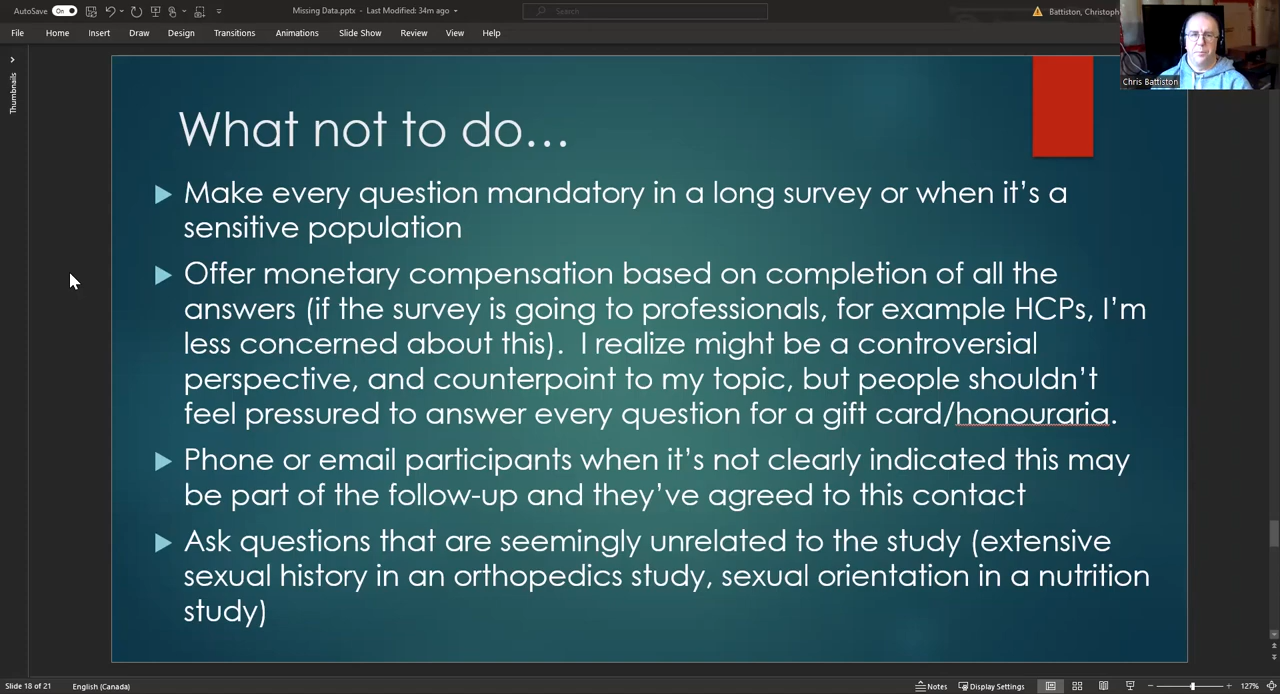 AutoSave On Missing Data.pptx • Last Modified: 34m ago Search Battiston, Christoph
File Home Insert Draw Design Transitions Animations Slide Show Review View Help
Chris Battiston
Thumbnails
What not to do…
Make every question mandatory in a long survey or when it's a
sensitive population
Offer monetary compensation based on completion of all the
answers (if the survey is going to professionals, for example HCPs, I'm
less concerned about this).  I realize might be a controversial
perspective, and counterpoint to my topic, but people shouldn't
feel pressured to answer every question for a gift card/honouraria.
Phone or email participants when it's not clearly indicated this may
be part of the follow-up and they've agreed to this contact
Ask questions that are seemingly unrelated to the study (extensive
sexual history in an orthopedics study, sexual orientation in a nutrition
study)
Slide 18 of 21 English (Canada) Notes Display Settings 127%